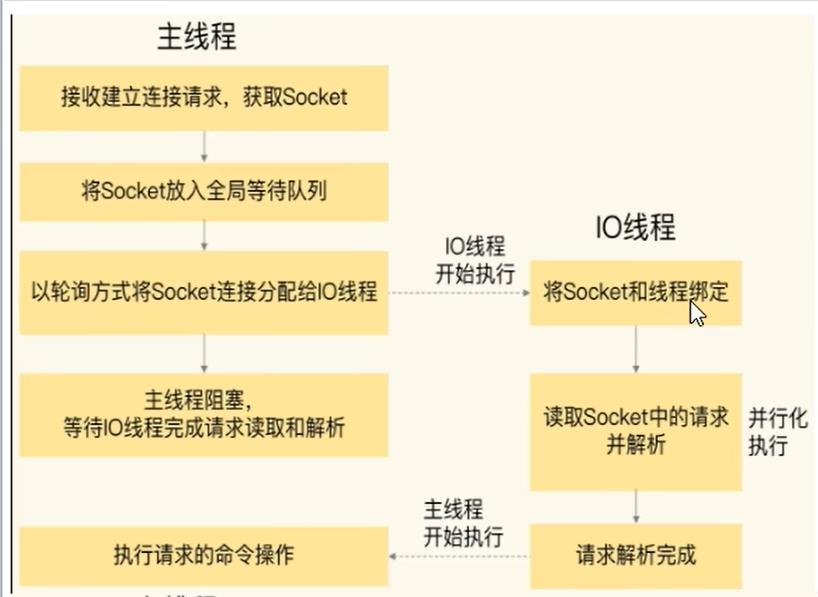 主线程
接收建立连接请求，获取Socket
将Socket放入全局等待队列
以轮询方式将Socket连接分配给IO线程
主线程阻塞，
等待IO线程完成请求读取和解析
执行请求的命令操作
IO线程
开始执行
IO线程
将Socket和线程绑定
读取Socket中的请求
并解析
并行化
执行
请求解析完成
主线程
开始执行